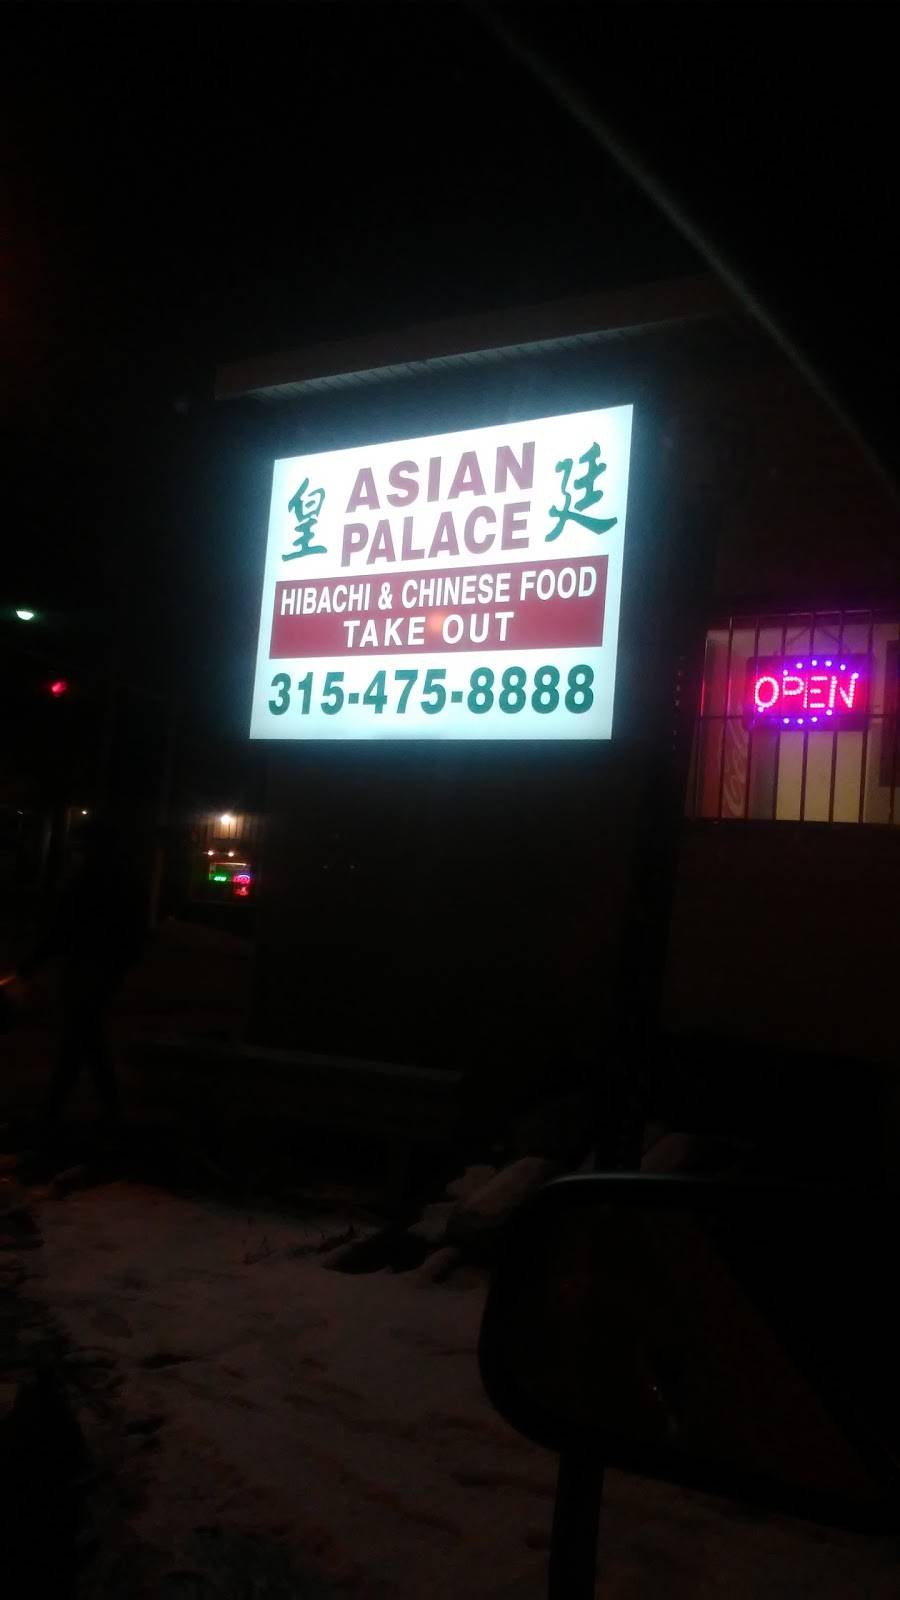 皇 ASIAN 廷
PALACE
HIBACHI & CHINESE FOOD
TAKE OUT
315-475-8888
OPEN